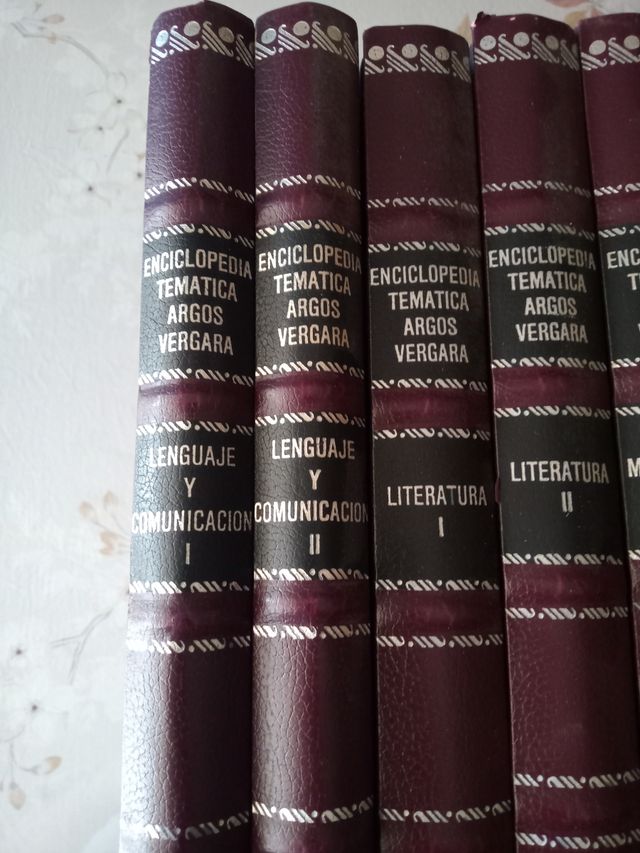 ENCICLOPEDIA
TEMATICA
ARGOS
VERGARA
LENGUAJE
Y
COMUNICACION
I
ENCICLOPEDIA
TEMATICA
ARGOS
VERGARA
LENGUAJE
Y
COMUNICACION
II
ENCICLOPEDIA
TEMATICA
ARGOS
VERGARA
LITERATURA
I
ENCICLOPEDIA
TEMATICA
ARGOS
VERGARA
LITERATURA
II